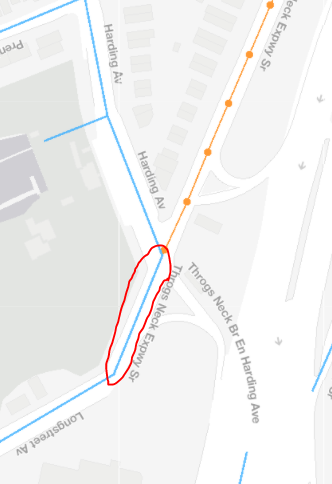 Harding Av
Neck Expwy Sr
Pren
Harding Av
Throgs Neck Expwy Sr
Throgs Neck Br En Harding Ave
Longstreet Av